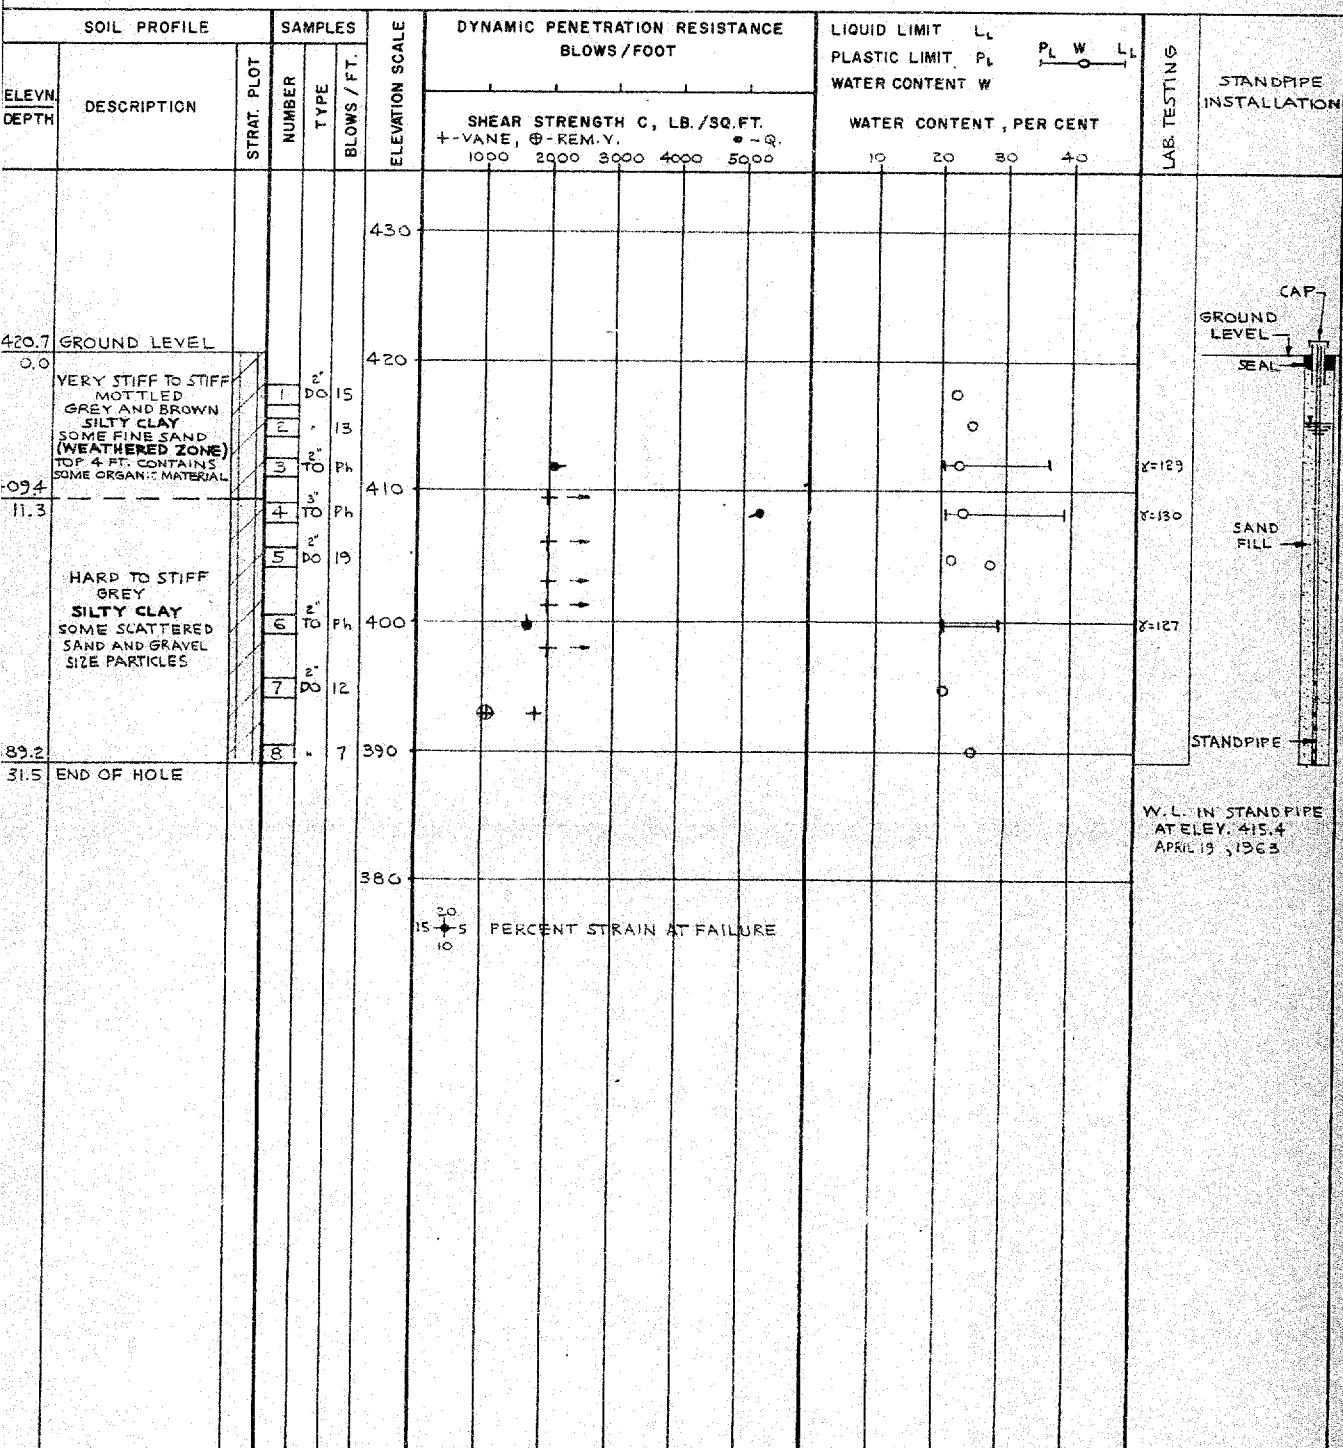 SOIL PROFILE
SAMPLES
ELEVATION SCALE
DYNAMIC PENETRATION RESISTANCE
BLOWS/FOOT
LIQUID LIMIT LL
PLASTIC LIMIT PL
WATER CONTENT W
PL W LL
LAB. TESTING
STANDPIPE
INSTALLATION
ELEVN.
DEPTH
DESCRIPTION
STRAT. PLOT
NUMBER
TYPE
BLOWS / FT.
SHEAR STRENGTH C, LB./SQ.FT.
+-VANE, ⊕-REM.V. ●-Q.
1000 2000 3000 4000 5000
WATER CONTENT, PER CENT
10 20 30 40
430
420
410
400
390
380
420.7 GROUND LEVEL
0.0
VERY STIFF TO STIFF
MOTTLED
GREY AND BROWN
SILTY CLAY
SOME FINE SAND
(WEATHERED ZONE)
TOP 4 FT. CONTAINS
SOME ORGANIC MATERIAL
09.4
11.3
HARD TO STIFF
GREY
SILTY CLAY
SOME SCATTERED
SAND AND GRAVEL
SIZE PARTICLES
89.2
31.5 END OF HOLE
1 2" DO 15
2 " 13
3 2" TO Ph
4 3" TO Ph
5 2" DO 19
6 2" TO Ph
7 2" DO 12
8 " 7
γ=129
γ=130
γ=127
CAP
GROUND
LEVEL
SEAL
SAND
FILL
STANDPIPE
W.L. IN STANDPIPE
AT ELEV. 415.4
APRIL 19, 1963
20
15 5
10
PERCENT STRAIN AT FAILURE